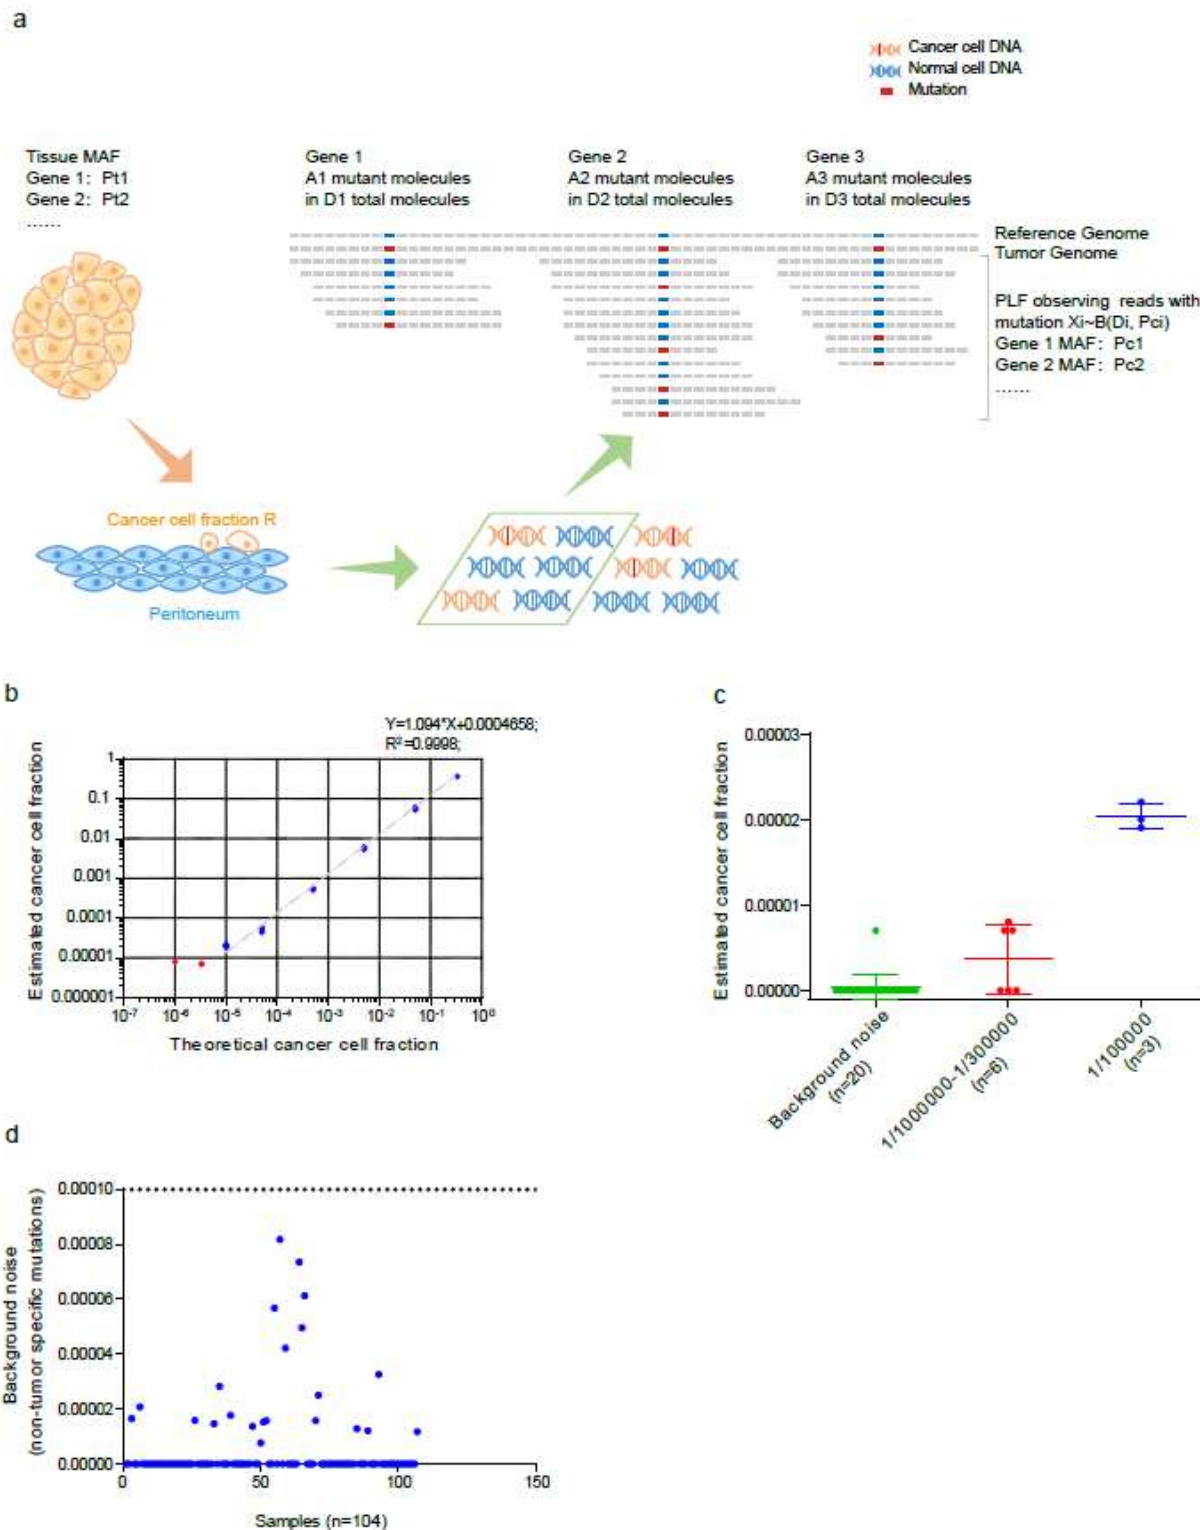 a
Cancer cell DNA
Normal cell DNA
Mutation
Tissue MAF
Gene 1: Pt1
Gene 2: Pt2
......
Gene 1
A1 mutant molecules
in D1 total molecules
Gene 2
A2 mutant molecules
in D2 total molecules
Gene 3
A3 mutant molecules
in D3 total molecules
Reference Genome
Tumor Genome
PLF observing reads with
mutation Xi~B(Di, Pci)
Gene 1 MAF: Pc1
Gene 2 MAF: Pc2
......
Cancer cell fraction R
Peritoneum
b
Y=1.094*X+0.0004658;
R²=0.9998;
Estimated cancer cell fraction
1
0.1
0.01
0.001
0.0001
0.00001
0.000001
10⁻⁷ 10⁻⁶ 10⁻⁵ 10⁻⁴ 10⁻³ 10⁻² 10⁻¹ 10⁰
Theoretical cancer cell fraction
c
Estimated cancer cell fraction
0.00003
0.00002
0.00001
0.00000
Background noise
(n=20)
1/1000000-1/300000
(n=6)
1/100000
(n=3)
d
Background noise
(non-tumor specific mutations)
0.00010
0.00008
0.00006
0.00004
0.00002
0.00000
0 50 100 150
Samples (n=104)